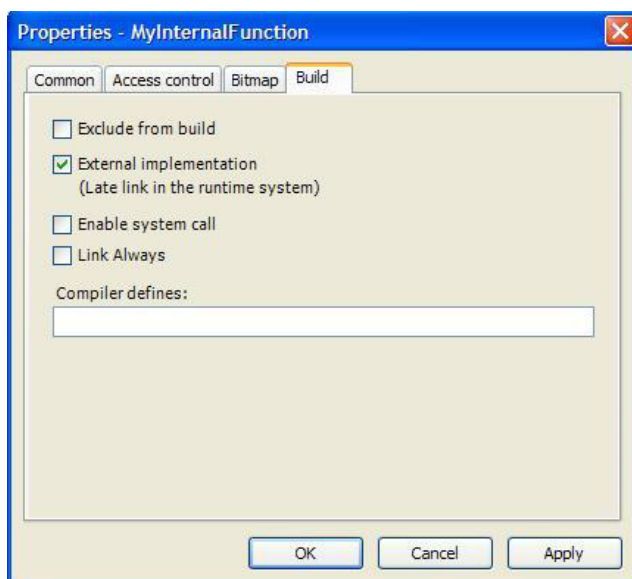 Properties - MyInternalFunction
Common Access control Bitmap Build
Exclude from build
External implementation
(Late link in the runtime system)
Enable system call
Link Always
Compiler defines:
OK Cancel Apply